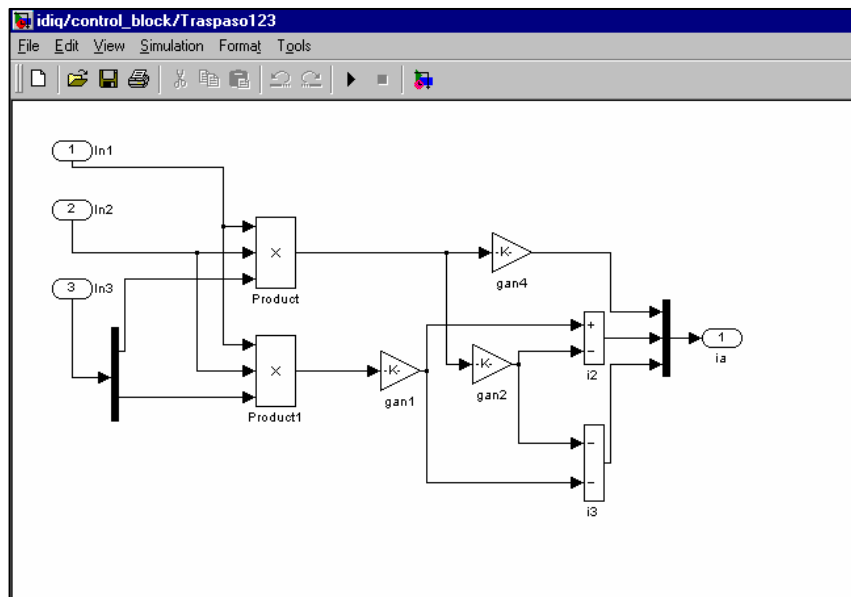 idiq/control_block/Traspaso123
File Edit View Simulation Format Tools
1 In1
2 In2
3 In3
×
Product
×
Product1
-K-
gan1
-K-
gan4
-K-
gan2
+
−
i2
−
−
i3
1
ia